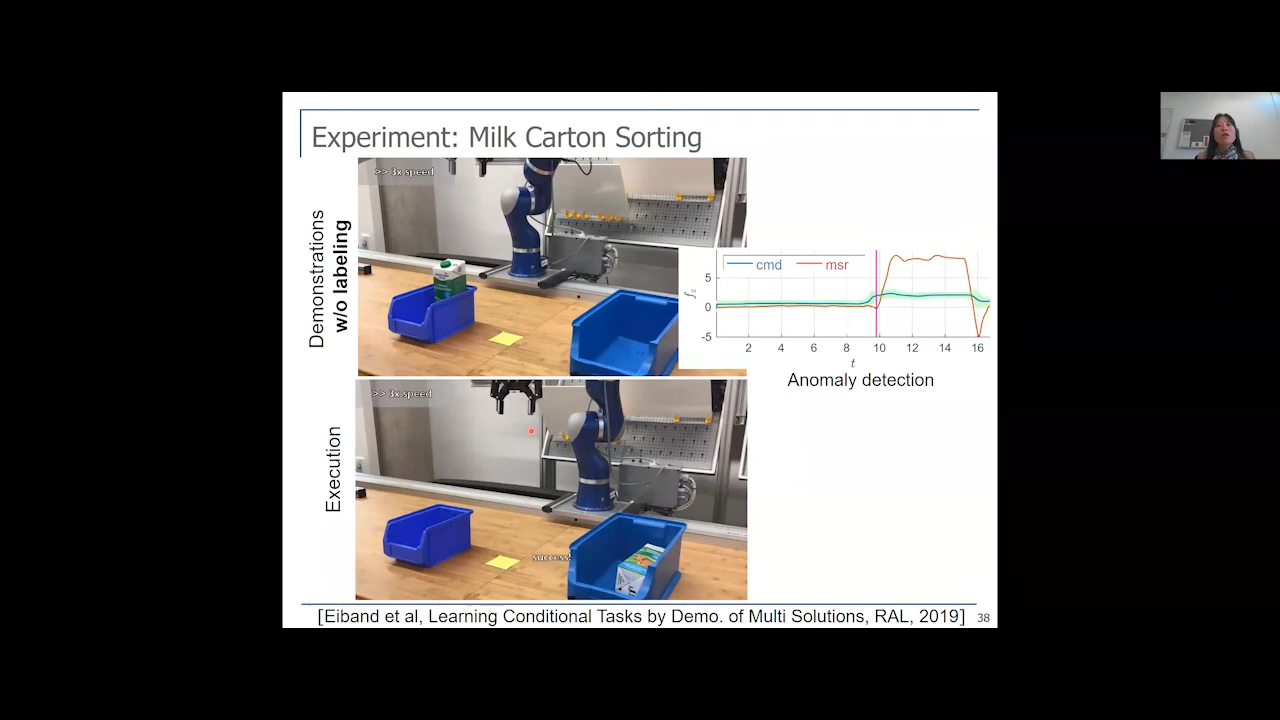 Experiment: Milk Carton Sorting
Demonstrations
w/o labeling
>> 3x speed
cmd
msr
5
0
-5
f_z
2
4
6
8
10
12
14
16
t
Anomaly detection
Execution
>> 3x speed
success!
[Eiband et al, Learning Conditional Tasks by Demo. of Multi Solutions, RAL, 2019]
38